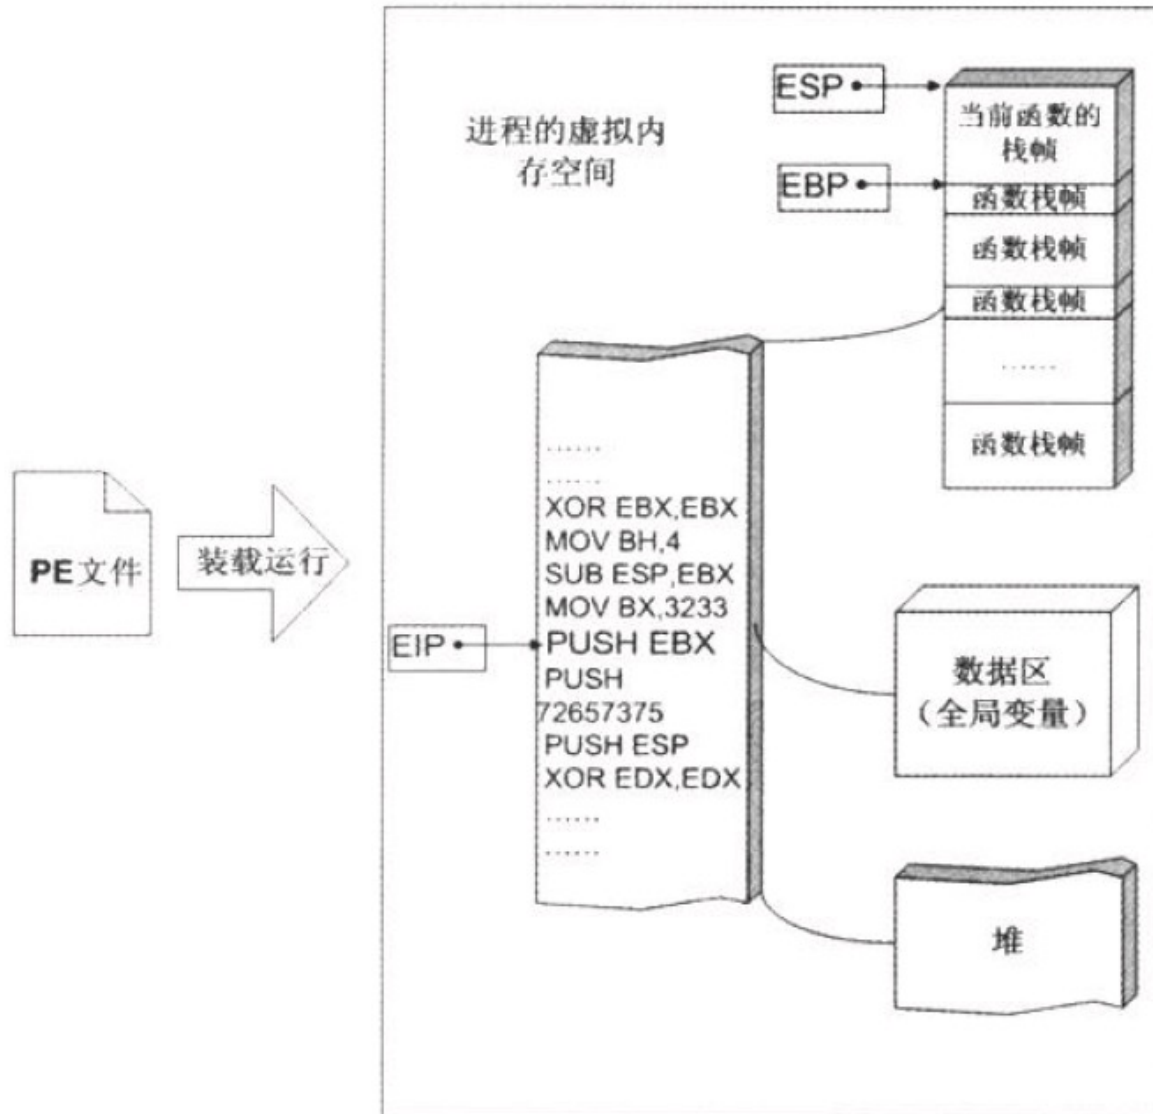 进程的虚拟内
存空间
ESP
当前函数的
栈帧
EBP
函数栈帧
函数栈帧
函数栈帧
......
函数栈帧
PE文件
装载运行
EIP
......
......
XOR EBX,EBX
MOV BH,4
SUB ESP,EBX
MOV BX,3233
PUSH EBX
PUSH
72657375
PUSH ESP
XOR EDX,EDX
......
......
数据区
（全局变量）
堆